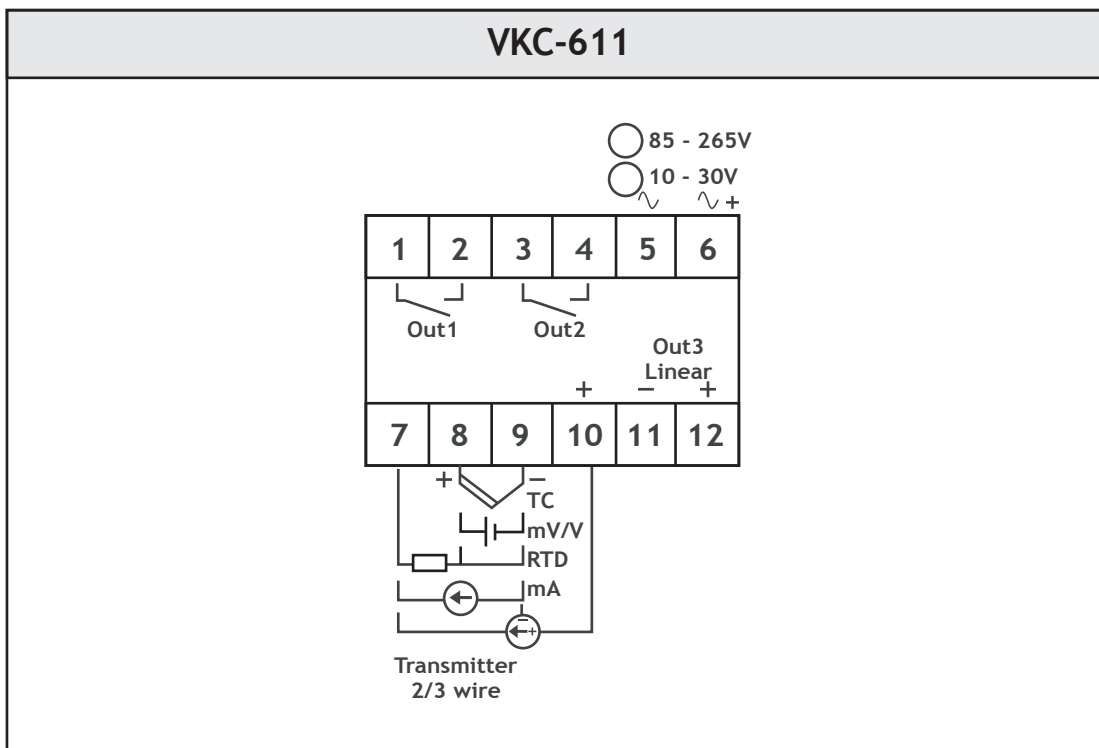 VKC-611
85 - 265V
10 - 30V
+
1 2 3 4 5 6
Out1 Out2
Out3
Linear
+ − +
7 8 9 10 11 12
+ −
TC
mV/V
RTD
mA
−
+
Transmitter
2/3 wire